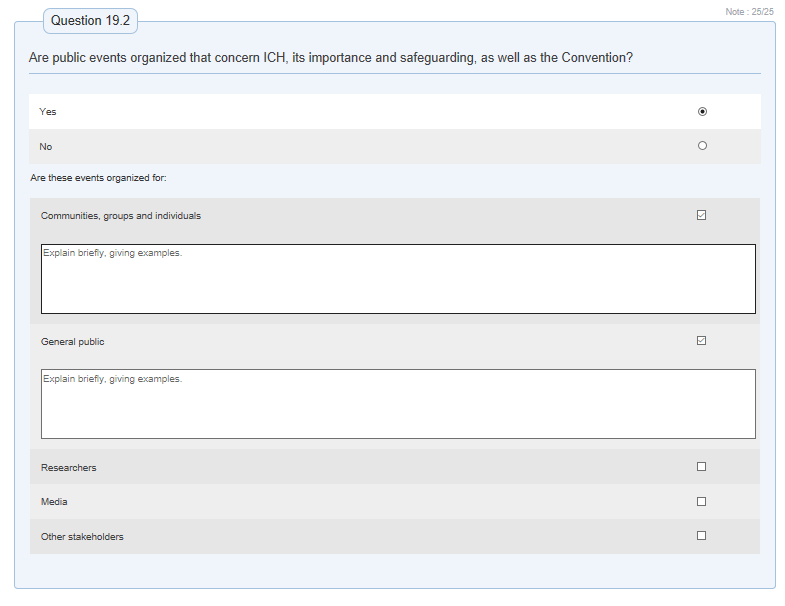 Note : 25/25
Question 19.2
Are public events organized that concern ICH, its importance and safeguarding, as well as the Convention?
Yes
No
Are these events organized for:
Communities, groups and individuals
Explain briefly, giving examples.
General public
Explain briefly, giving examples.
Researchers
Media
Other stakeholders